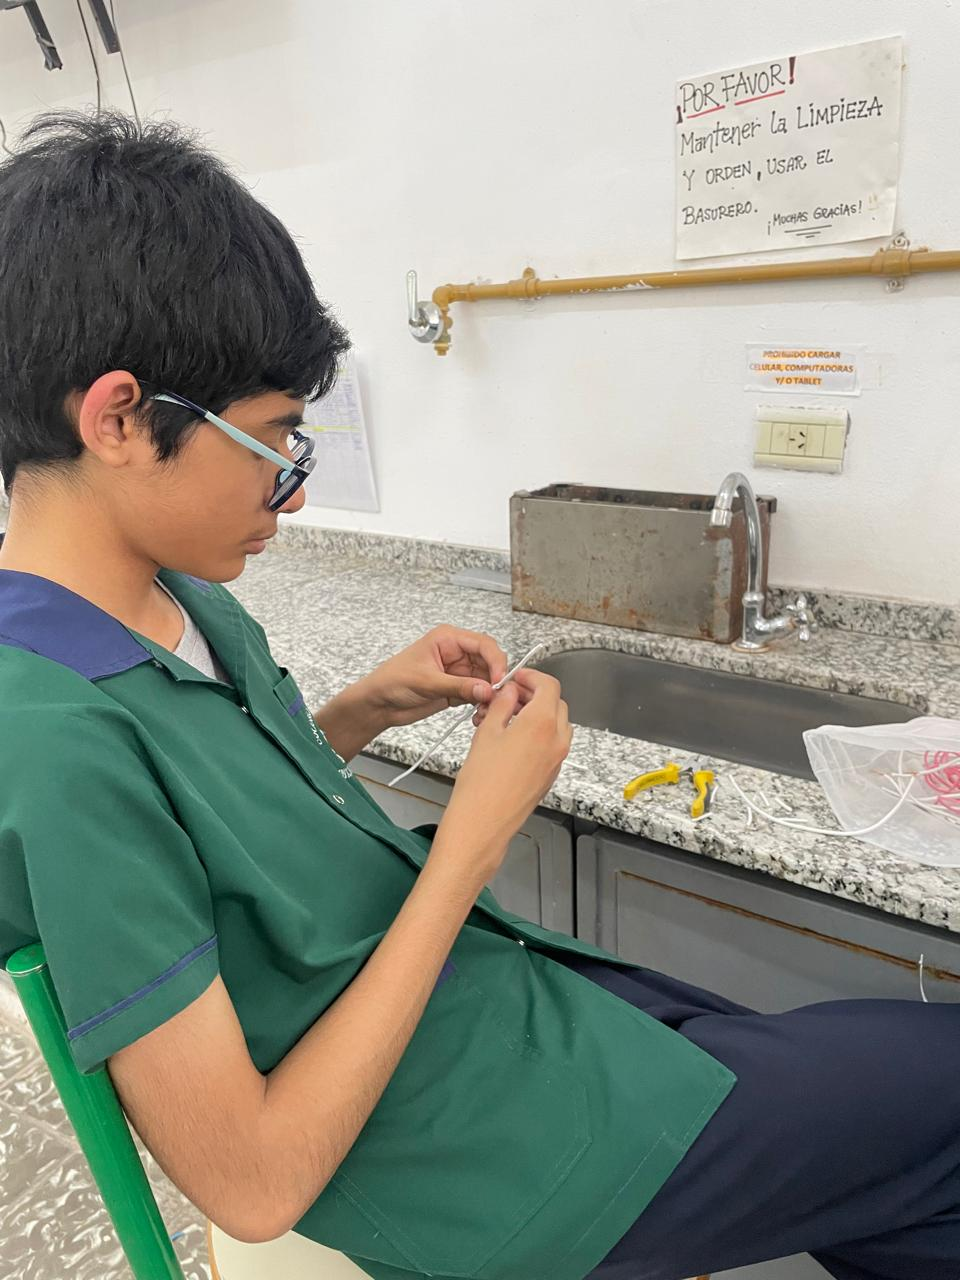 ¡POR FAVOR!
Mantener la LIMPIEZA
Y ORDEN, USAR EL
BASURERO. ¡MUCHAS GRACIAS!
PROHIBIDO CARGAR
CELULAR, COMPUTADORAS
Y/O TABLET